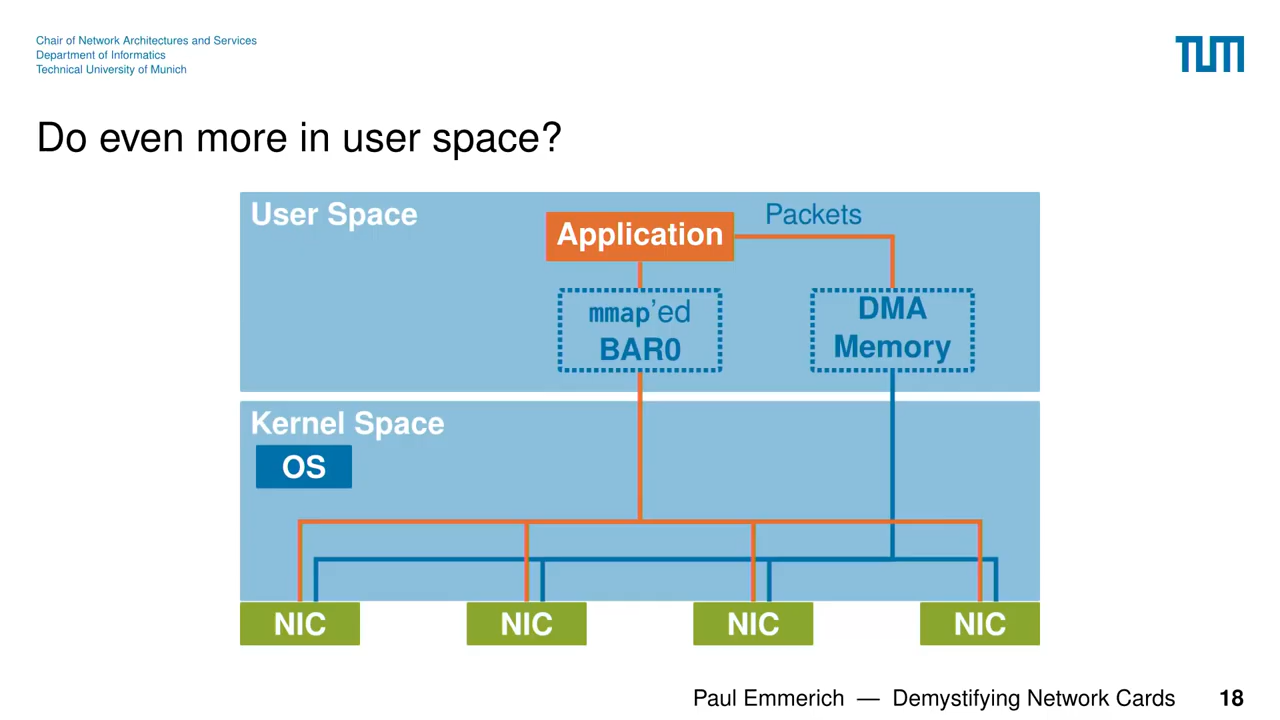 Chair of Network Architectures and Services
Department of Informatics
Technical University of Munich
TUM
Do even more in user space?
User Space
Application
Packets
mmap’ed
BAR0
DMA
Memory
Kernel Space
OS
NIC
NIC
NIC
NIC
Paul Emmerich — Demystifying Network Cards
18